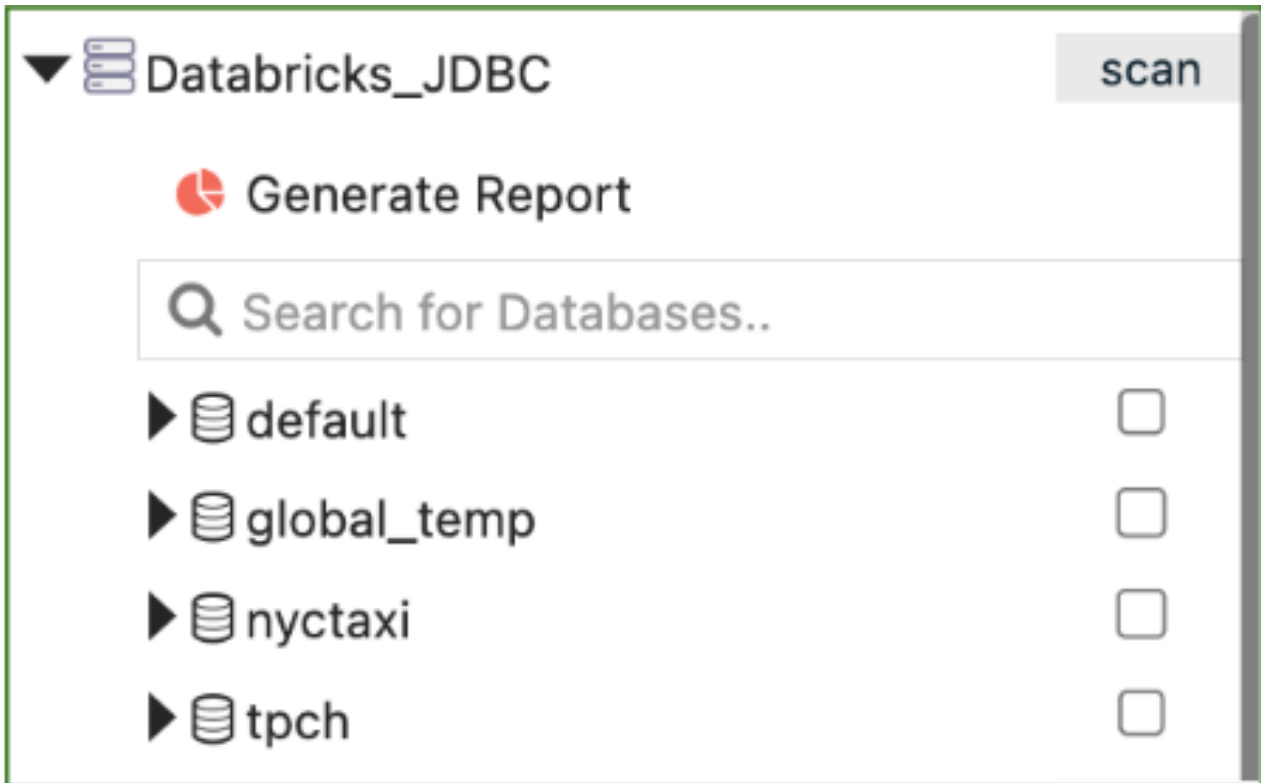 Databricks_JDBC scan
Generate Report
Search for Databases..
default
global_temp
nyctaxi
tpch